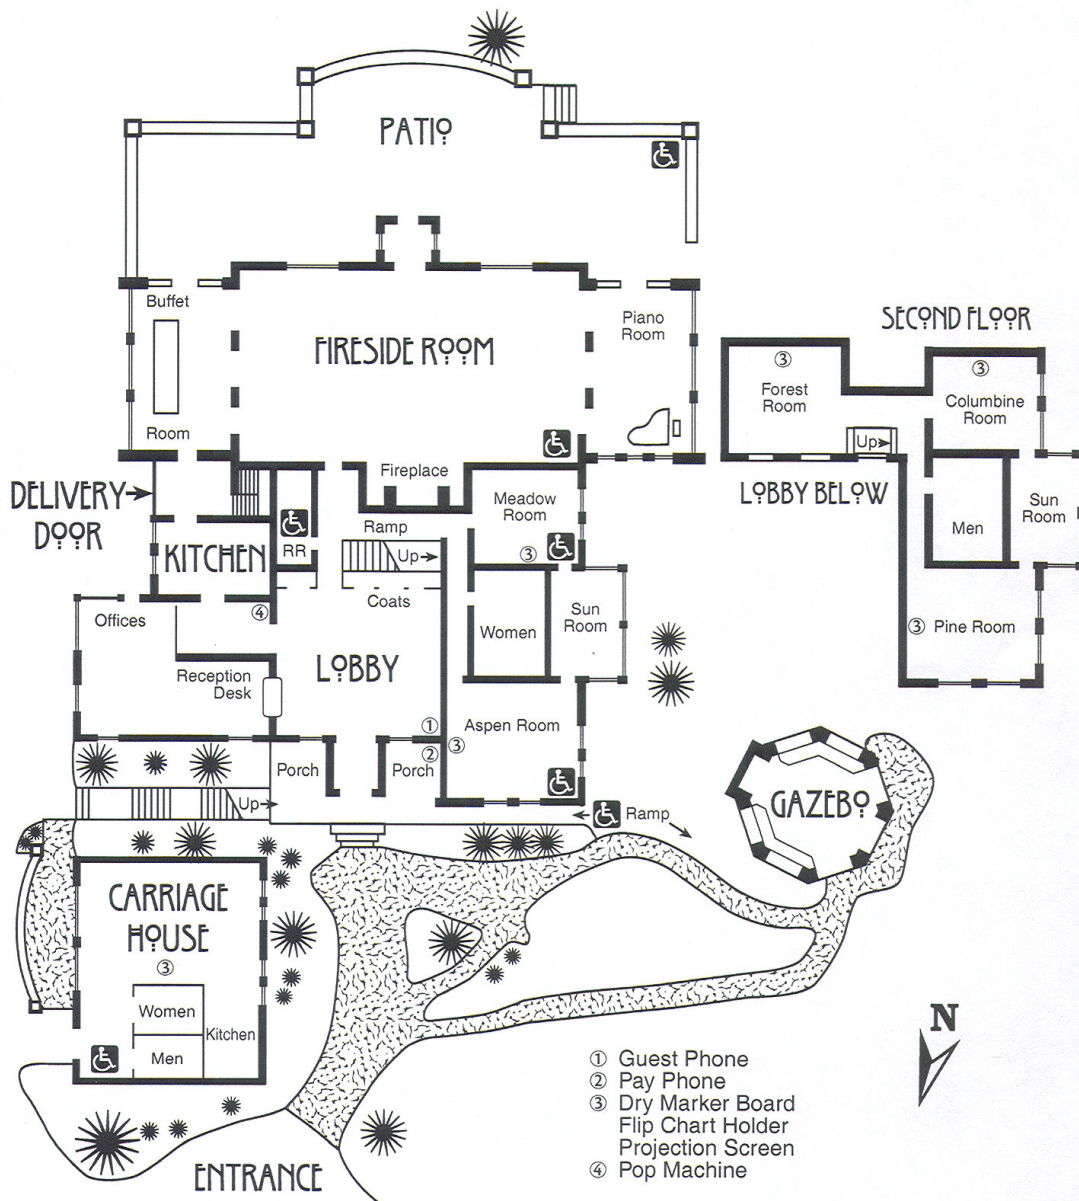 PATIO
Buffet
Room
FIRESIDE ROOM
Piano
Room
SECOND FLOOR
③
Forest
Room
③
Columbine
Room
Up
LOBBY BELOW
Men
Sun
Room
③ Pine Room
Fireplace
DELIVERY
DOOR
Meadow
Room
③
Ramp
Up
RR
KITCHEN
④
Coats
Offices
Women
Sun
Room
LOBBY
Reception
Desk
①
②
③
Aspen Room
Porch
Porch
Up
Ramp
GAZEBO
CARRIAGE
HOUSE
③
Women
Kitchen
Men
N
① Guest Phone
② Pay Phone
③ Dry Marker Board
Flip Chart Holder
Projection Screen
④ Pop Machine
ENTRANCE